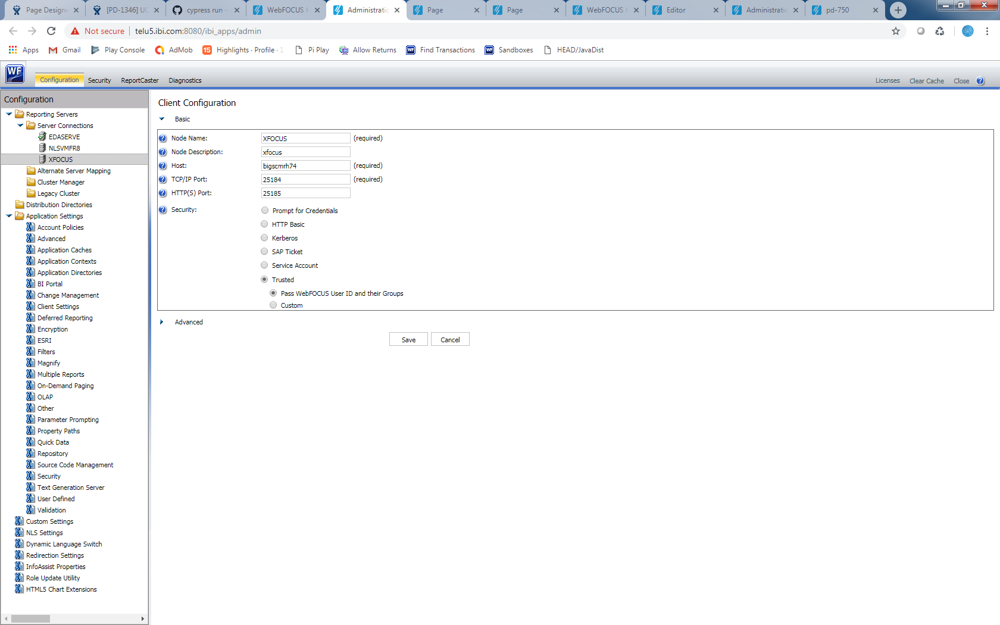 Page Designe
[PD-1346] UC
cypress run -
WebFOCUS H
Administratio
Page
Page
WebFOCUS H
Editor
Administratio
pd-750
Not secure
telu5.ibi.com:8080/ibi_apps/admin
Apps
Gmail
Play Console
AdMob
15
Highlights · Profile · 1
Pi Play
Allow Returns
WF
Find Transactions
WF
Sandboxes
HEAD/JavaDist
WF
Configuration
Security
ReportCaster
Diagnostics
Licenses
Clear Cache
Close
Configuration
Reporting Servers
Server Connections
EDASERVE
NLSVMFR8
XFOCUS
Alternate Server Mapping
Cluster Manager
Legacy Cluster
Distribution Directories
Application Settings
Account Policies
Advanced
Application Caches
Application Contexts
Application Directories
BI Portal
Change Management
Client Settings
Deferred Reporting
Encryption
ESRI
Filters
Magnify
Multiple Reports
On-Demand Paging
OLAP
Other
Parameter Prompting
Property Paths
Quick Data
Repository
Source Code Management
Security
Text Generation Server
User Defined
Validation
Custom Settings
NLS Settings
Dynamic Language Switch
Redirection Settings
InfoAssist Properties
Role Update Utility
HTML5 Chart Extensions
Client Configuration
Basic
Node Name: XFOCUS (required)
Node Description: xfocus
Host: bigscmrh74 (required)
TCP/IP Port: 25184 (required)
HTTP(S) Port: 25185
Security: Prompt for Credentials
HTTP Basic
Kerberos
SAP Ticket
Service Account
Trusted
Pass WebFOCUS User ID and their Groups
Custom
Advanced
Save
Cancel